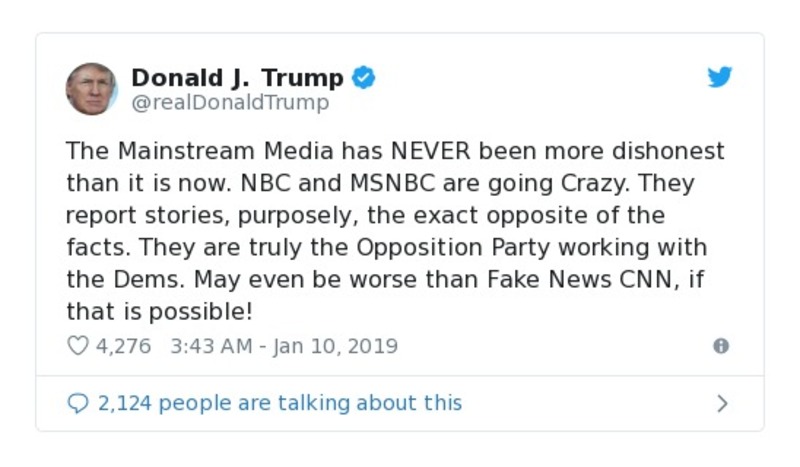 Donald J. Trump
@realDonaldTrump
The Mainstream Media has NEVER been more dishonest
than it is now. NBC and MSNBC are going Crazy. They
report stories, purposely, the exact opposite of the
facts. They are truly the Opposition Party working with
the Dems. May even be worse than Fake News CNN, if
that is possible!
4,276 3:43 AM - Jan 10, 2019
2,124 people are talking about this